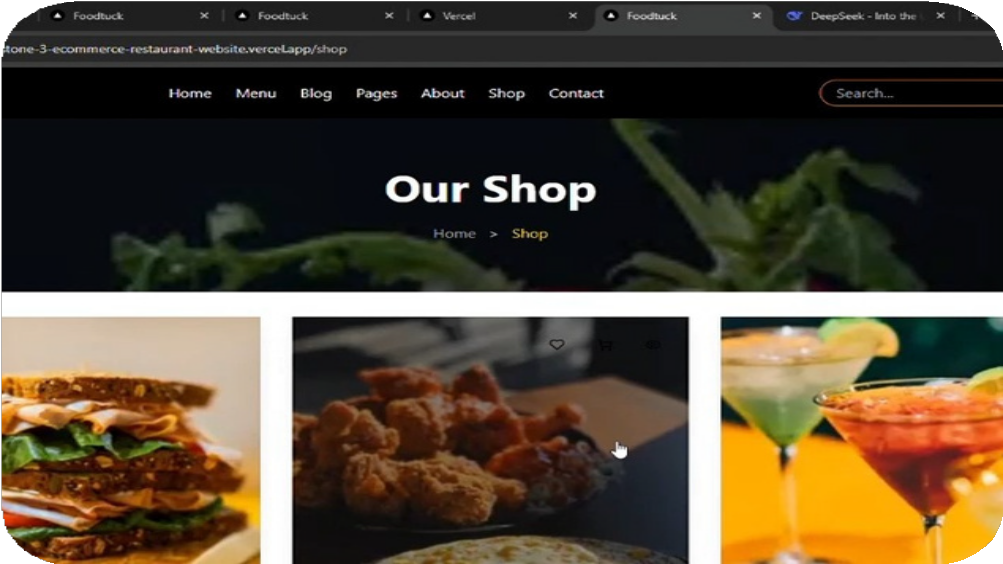 Foodtuck
Foodtuck
Vercel
Foodtuck
DeepSeek - Into the
stone-3-ecommerce-restaurant-website.vercel.app/shop
Home Menu Blog Pages About Shop Contact
Search...
Our Shop
Home > Shop